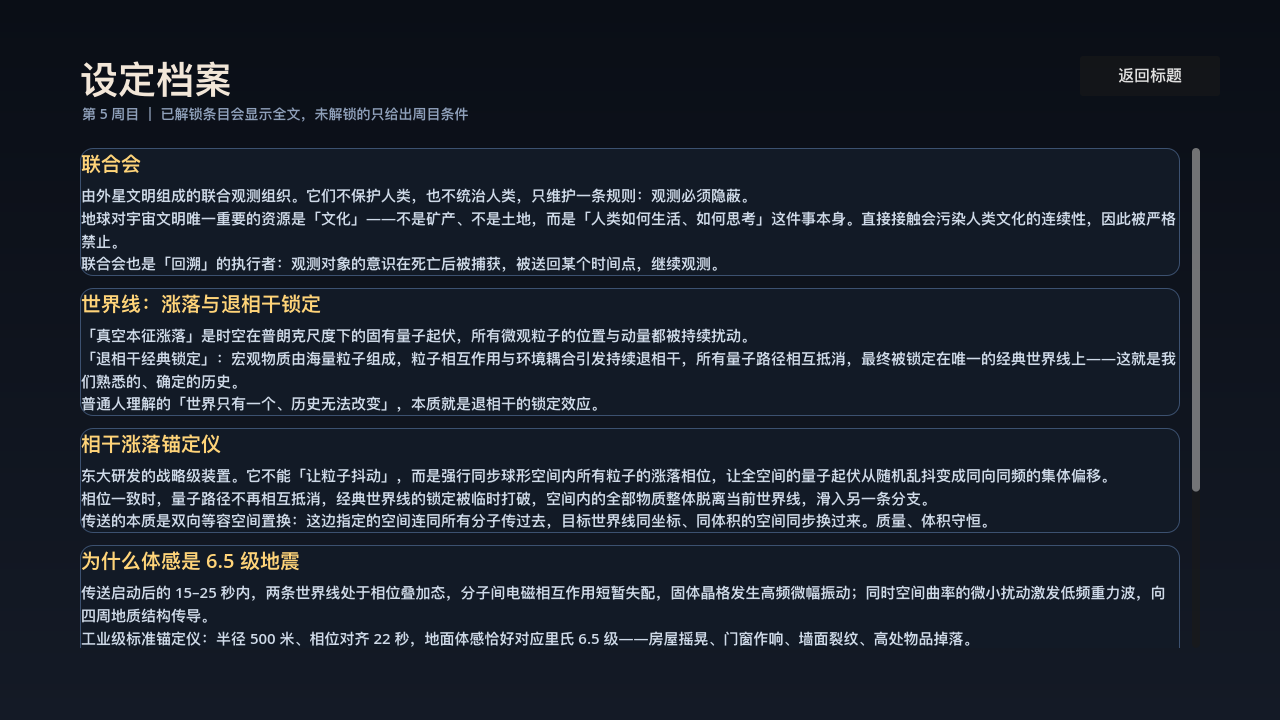 设定档案
返回标题
第 5 周目 ｜ 已解锁条目会显示全文，未解锁的只给出周目条件
联合会
由外星文明组成的联合观测组织。它们不保护人类，也不统治人类，只维护一条规则：观测必须隐蔽。
地球对宇宙文明唯一重要的资源是「文化」——不是矿产、不是土地，而是「人类如何生活、如何思考」这件事本身。直接接触会污染人类文化的连续性，因此被严格
禁止。
联合会也是「回溯」的执行者：观测对象的意识在死亡后被捕获，被送回某个时间点，继续观测。
世界线：涨落与退相干锁定
「真空本征涨落」是时空在普朗克尺度下的固有量子起伏，所有微观粒子的位置与动量都被持续扰动。
「退相干经典锁定」：宏观物质由海量粒子组成，粒子相互作用与环境耦合引发持续退相干，所有量子路径相互抵消，最终被锁定在唯一的经典世界线上——这就是我
们熟悉的、确定的历史。
普通人理解的「世界只有一个、历史无法改变」，本质就是退相干的锁定效应。
相干涨落锚定仪
东大研发的战略级装置。它不能「让粒子抖动」，而是强行同步球形空间内所有粒子的涨落相位，让全空间的量子起伏从随机乱抖变成同向同频的集体偏移。
相位一致时，量子路径不再相互抵消，经典世界线的锁定被临时打破，空间内的全部物质整体脱离当前世界线，滑入另一条分支。
传送的本质是双向等容空间置换：这边指定的空间连同所有分子传过去，目标世界线同坐标、同体积的空间同步换过来。质量、体积守恒。
为什么体感是 6.5 级地震
传送启动后的 15–25 秒内，两条世界线处于相位叠加态，分子间电磁相互作用短暂失配，固体晶格发生高频微幅振动；同时空间曲率的微小扰动激发低频重力波，向
四周地质结构传导。
工业级标准锚定仪：半径 500 米、相位对齐 22 秒，地面体感恰好对应里氏 6.5 级——房屋摇晃、门窗作响、墙面裂纹、高处物品掉落。